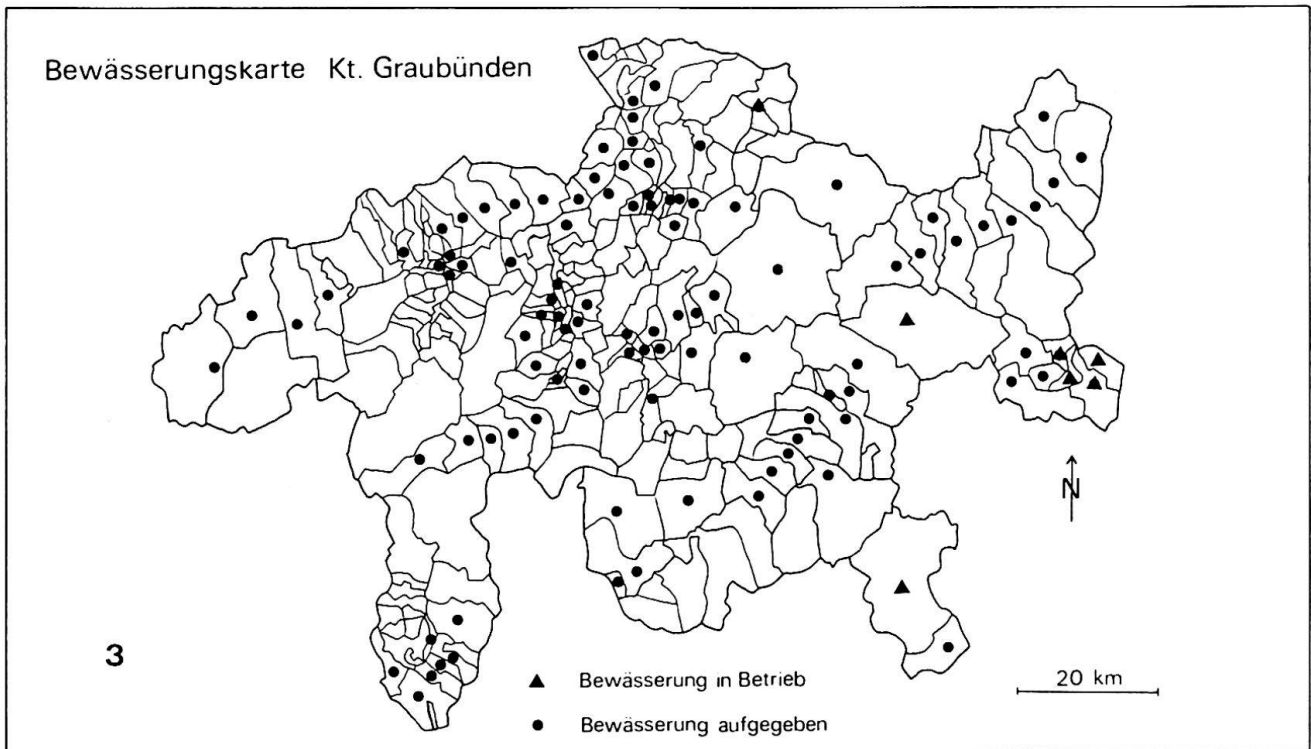 Bewässerungskarte Kt. Graubünden
N
3
Bewässerung in Betrieb
20 km
Bewässerung aufgegeben